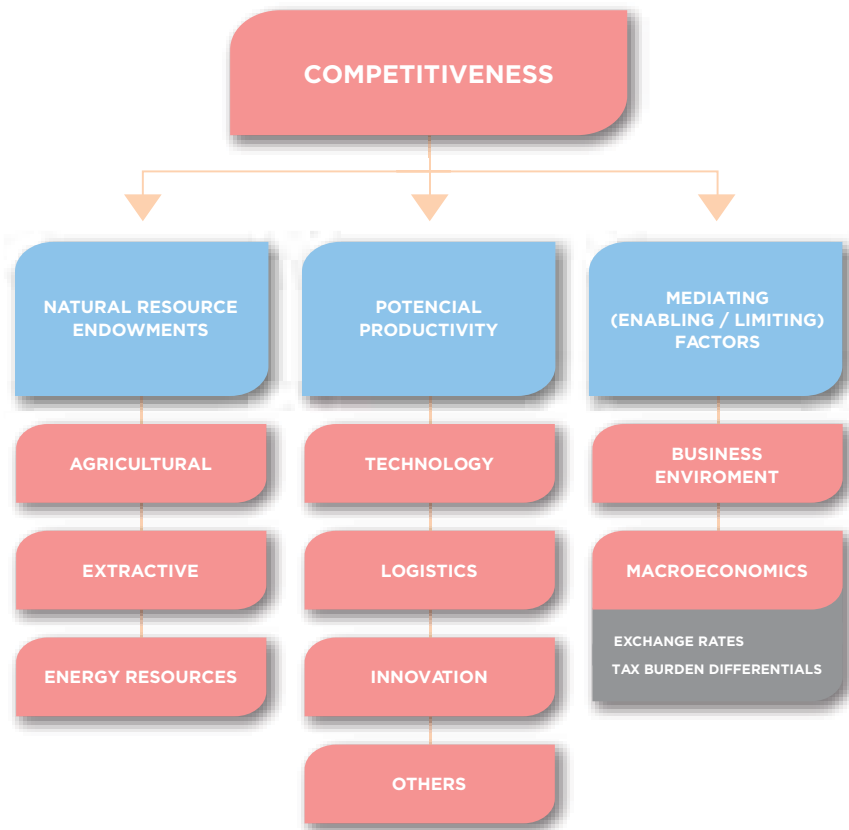 COMPETITIVENESS
NATURAL RESOURCE
ENDOWMENTS
AGRICULTURAL
EXTRACTIVE
ENERGY RESOURCES
POTENCIAL
PRODUCTIVITY
TECHNOLOGY
LOGISTICS
INNOVATION
OTHERS
MEDIATING
(ENABLING / LIMITING)
FACTORS
BUSINESS
ENVIROMENT
MACROECONOMICS
EXCHANGE RATES
TAX BURDEN DIFFERENTIALS